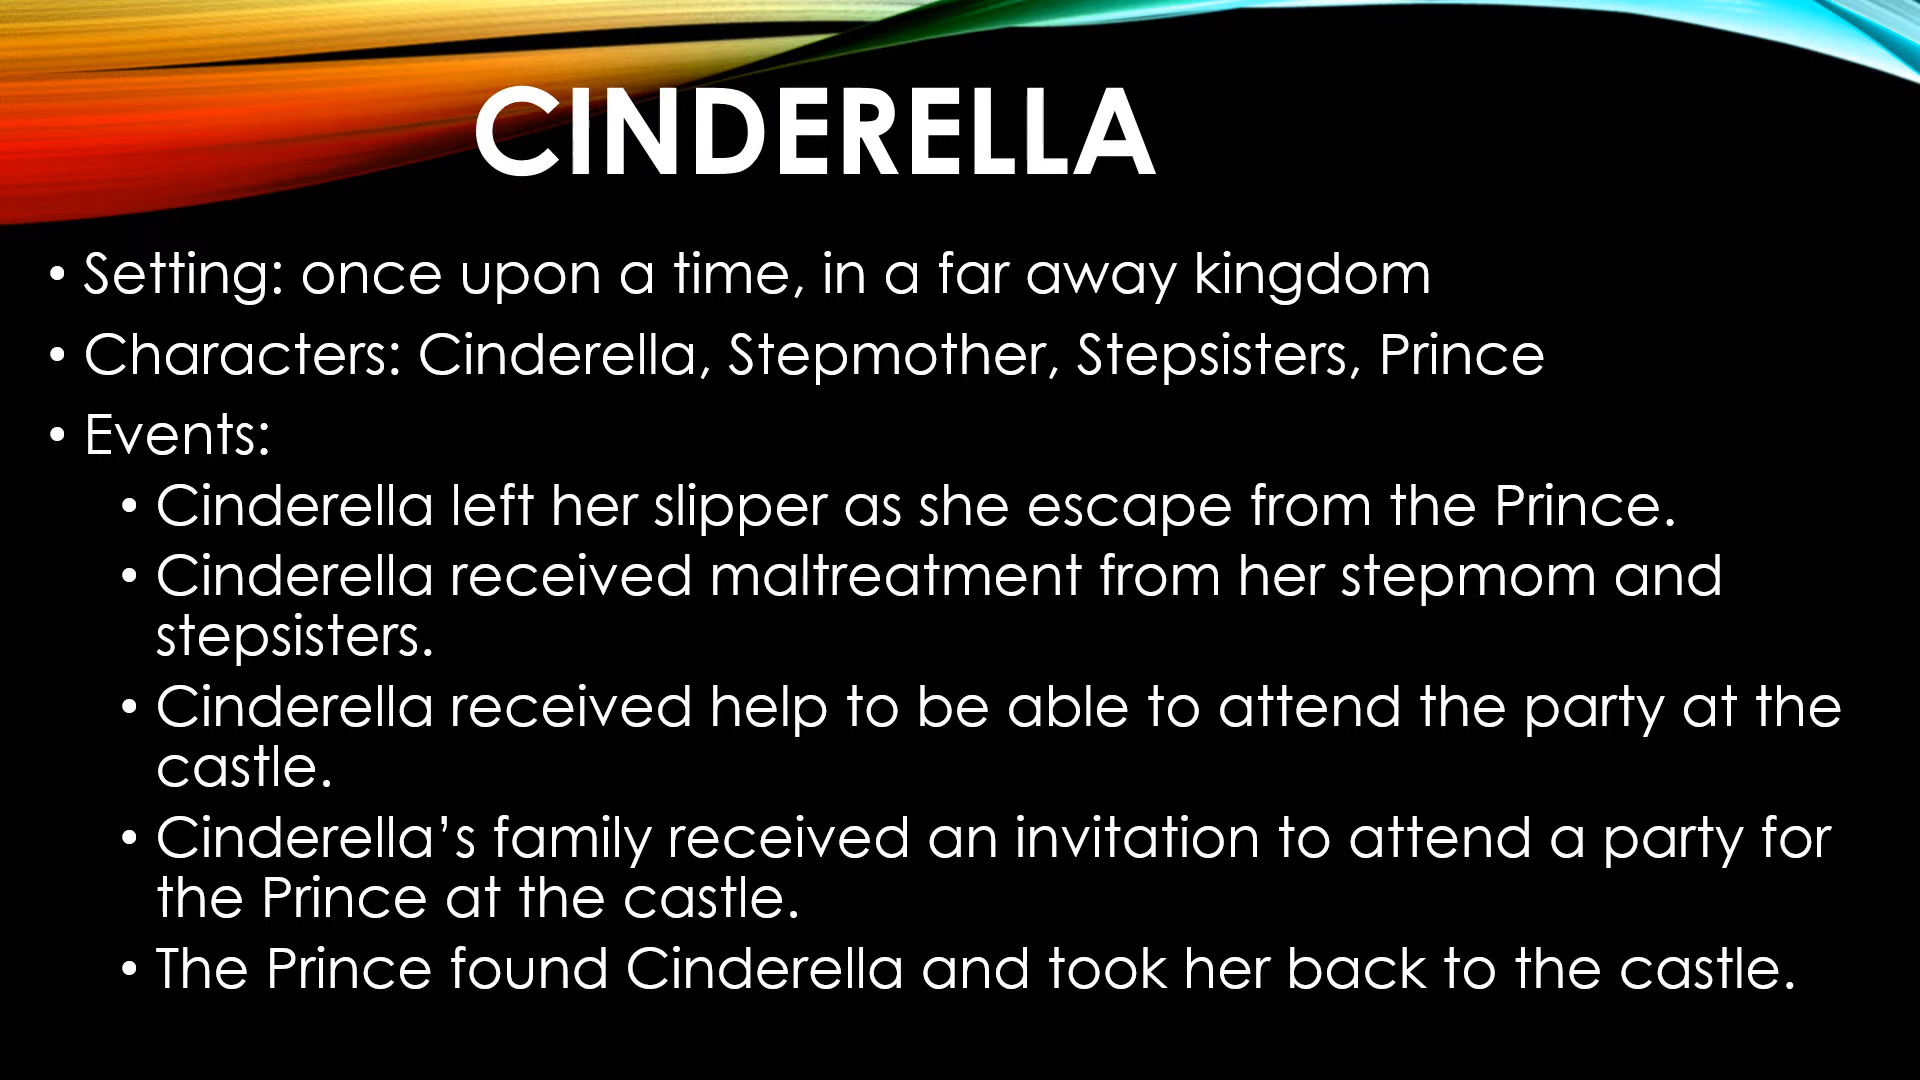 CINDERELLA
• Setting: once upon a time, in a far away kingdom
• Characters: Cinderella, Stepmother, Stepsisters, Prince
• Events:
• Cinderella left her slipper as she escape from the Prince.
• Cinderella received maltreatment from her stepmom and
stepsisters.
• Cinderella received help to be able to attend the party at the
castle.
• Cinderella’s family received an invitation to attend a party for
the Prince at the castle.
• The Prince found Cinderella and took her back to the castle.